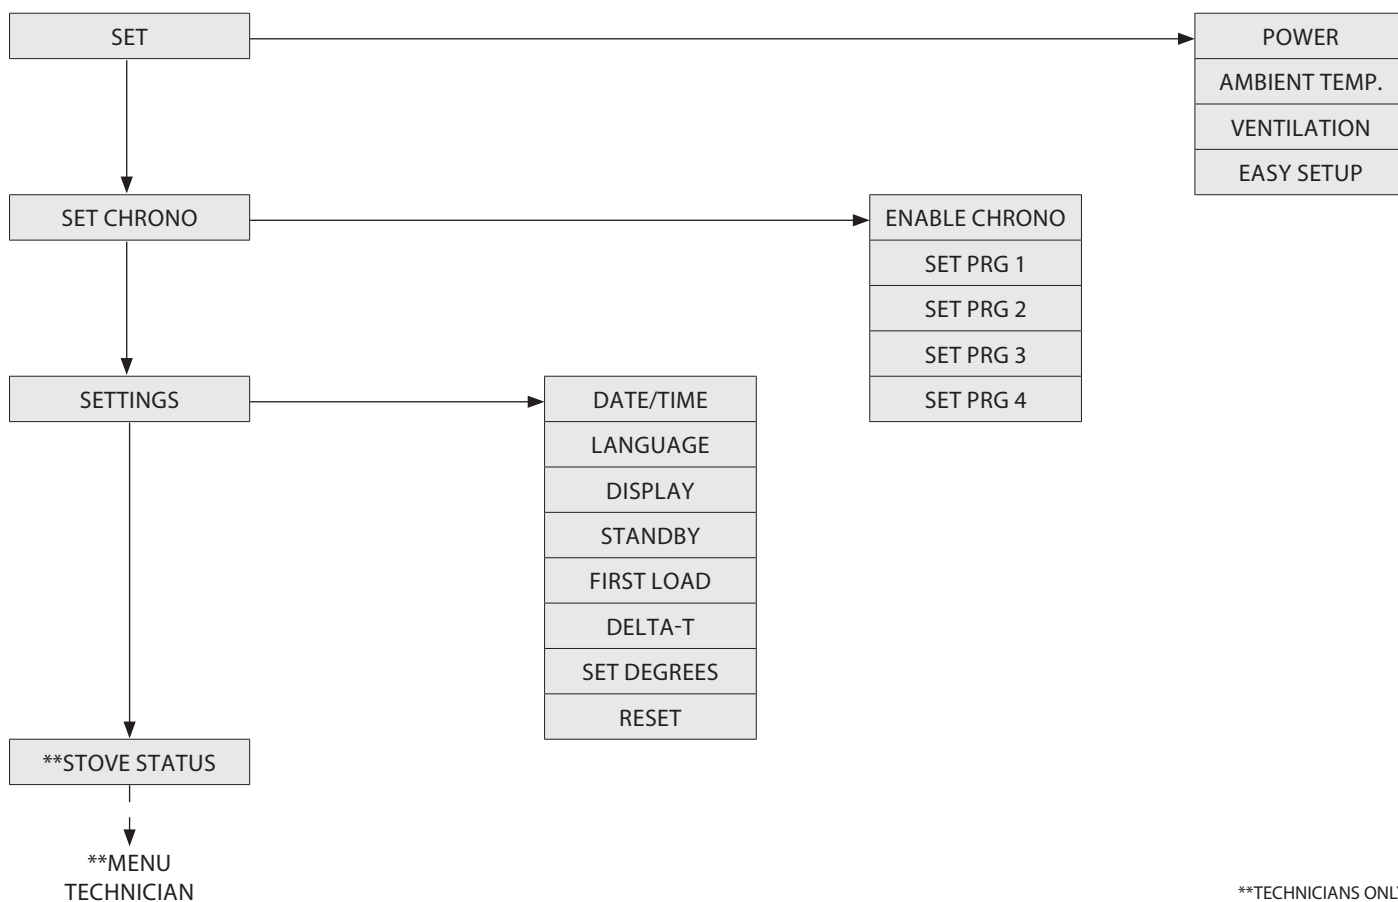 SET
POWER
AMBIENT TEMP.
VENTILATION
EASY SETUP
SET CHRONO
ENABLE CHRONO
SET PRG 1
SET PRG 2
SET PRG 3
SET PRG 4
SETTINGS
DATE/TIME
LANGUAGE
DISPLAY
STANDBY
FIRST LOAD
DELTA-T
SET DEGREES
RESET
**STOVE STATUS
**MENU
TECHNICIAN
**TECHNICIANS ONLY